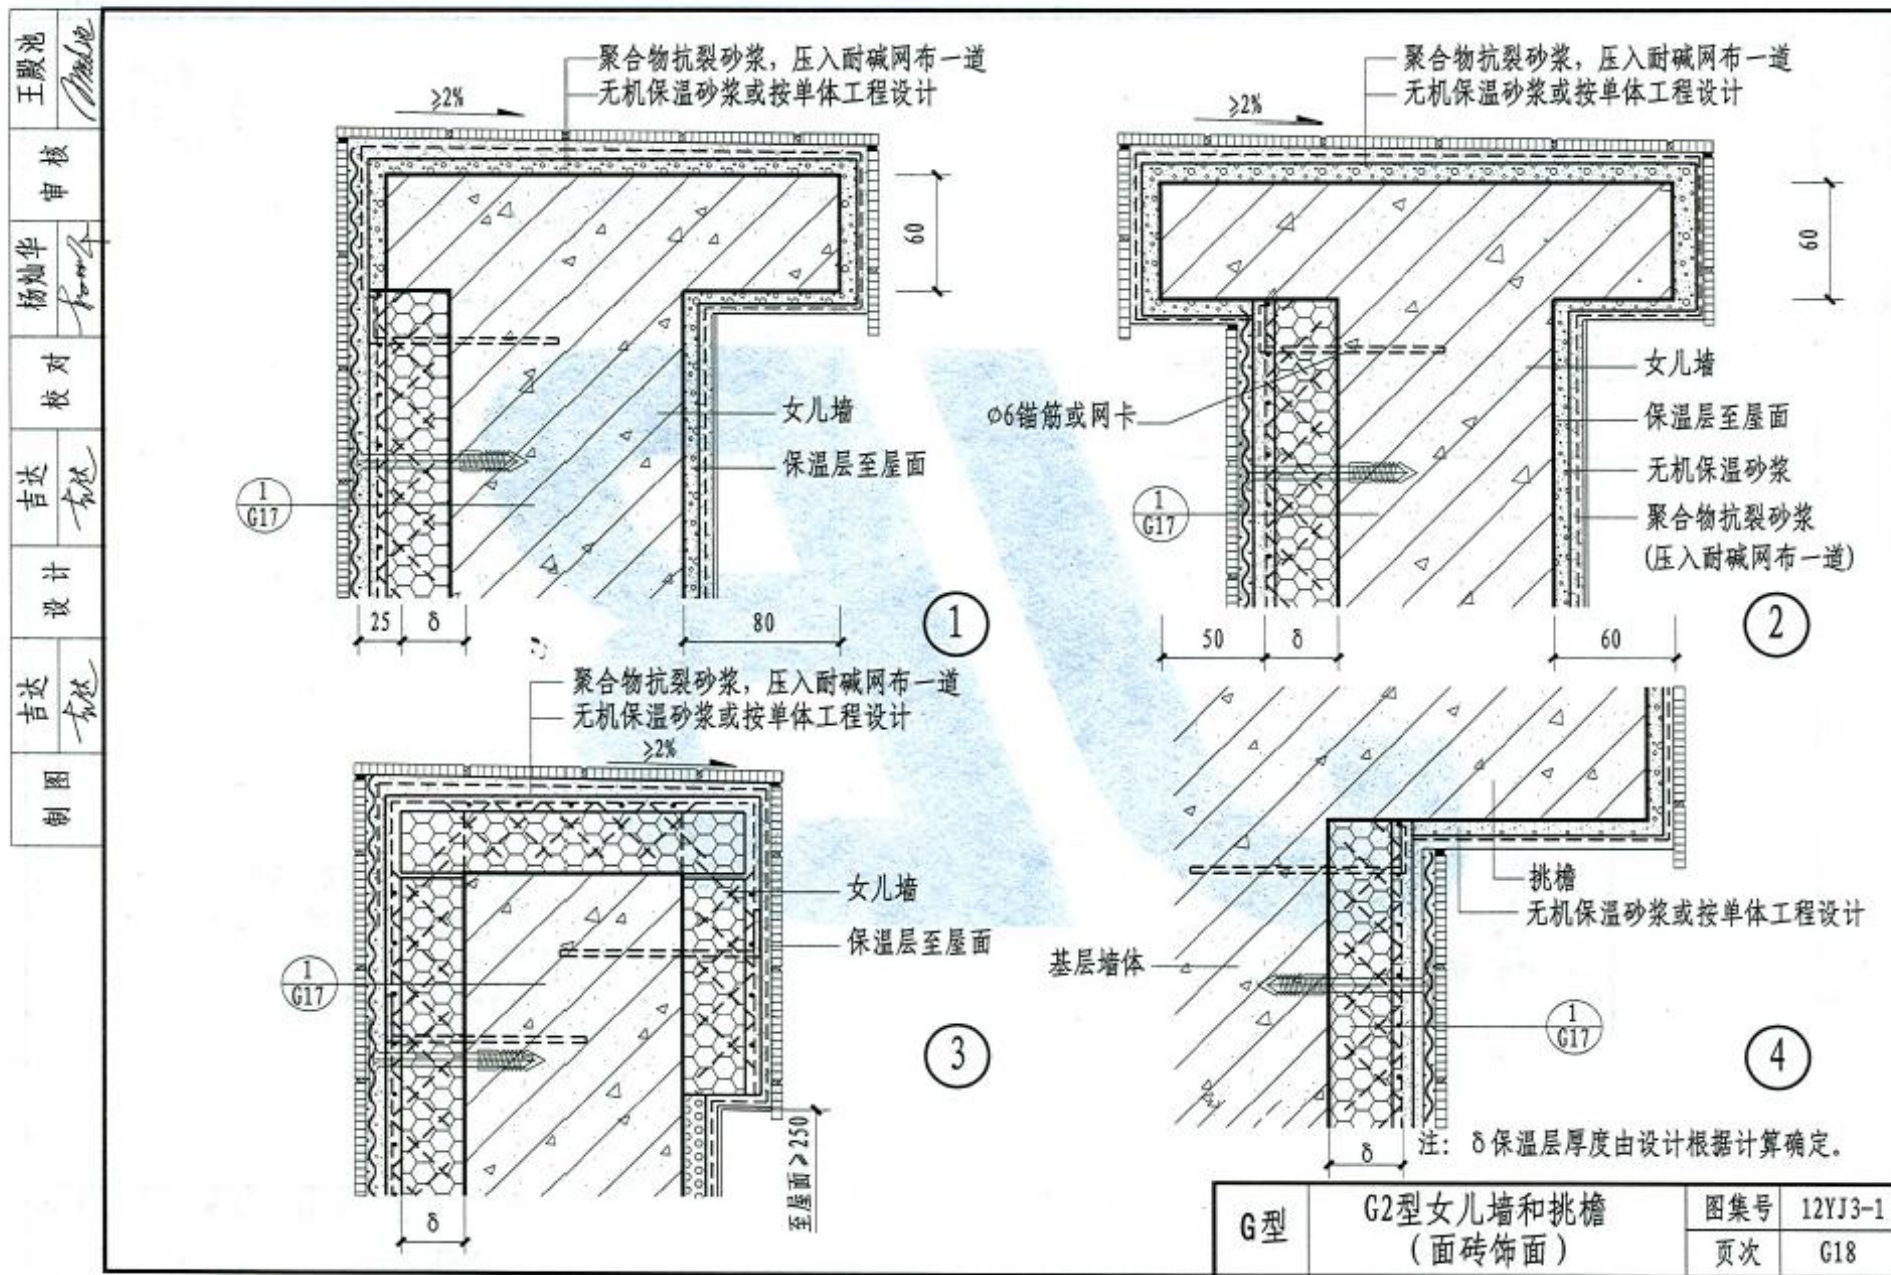 王殿池
审核
杨灿华
校对
吉达
设计
吉达
制图
聚合物抗裂砂浆，压入耐碱网布一道
无机保温砂浆或按单体工程设计
≥2%
60
女儿墙
保温层至屋面
1
G17
25
δ
80
1
聚合物抗裂砂浆，压入耐碱网布一道
无机保温砂浆或按单体工程设计
≥2%
60
ø6锚筋或网卡
女儿墙
保温层至屋面
无机保温砂浆
聚合物抗裂砂浆
(压入耐碱网布一道)
1
G17
50
δ
60
2
聚合物抗裂砂浆，压入耐碱网布一道
无机保温砂浆或按单体工程设计
≥2%
女儿墙
保温层至屋面
1
G17
至屋面≥250
δ
3
挑檐
无机保温砂浆或按单体工程设计
基层墙体
1
G17
δ
4
注： δ保温层厚度由设计根据计算确定。
G型
G2型女儿墙和挑檐
（面砖饰面）
图集号 12YJ3-1
页次 G18